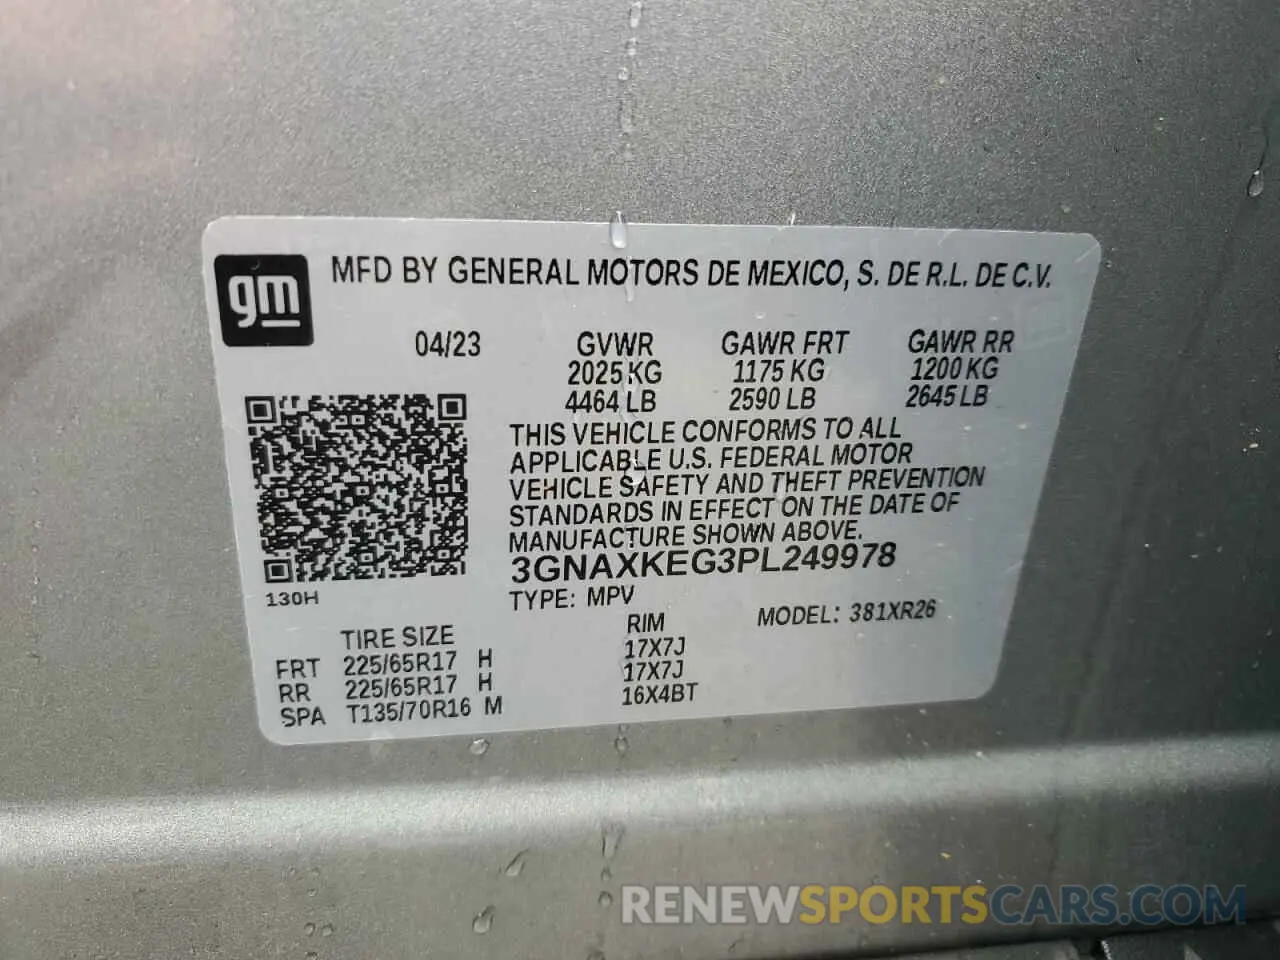 gm
MFD BY GENERAL MOTORS DE MEXICO, S. DE R.L. DE C.V.
04/23 GVWR GAWR FRT GAWR RR
2025 KG 1175 KG 1200 KG
4464 LB 2590 LB 2645 LB
THIS VEHICLE CONFORMS TO ALL
APPLICABLE U.S. FEDERAL MOTOR
VEHICLE SAFETY AND THEFT PREVENTION
STANDARDS IN EFFECT ON THE DATE OF
MANUFACTURE SHOWN ABOVE.
3GNAXKEG3PL249978
130H
TYPE: MPV
MODEL: 381XR26
TIRE SIZE RIM
FRT 225/65R17 H 17X7J
RR 225/65R17 H 17X7J
SPA T135/70R16 M 16X4BT
RENEWSPORTSCARS.COM